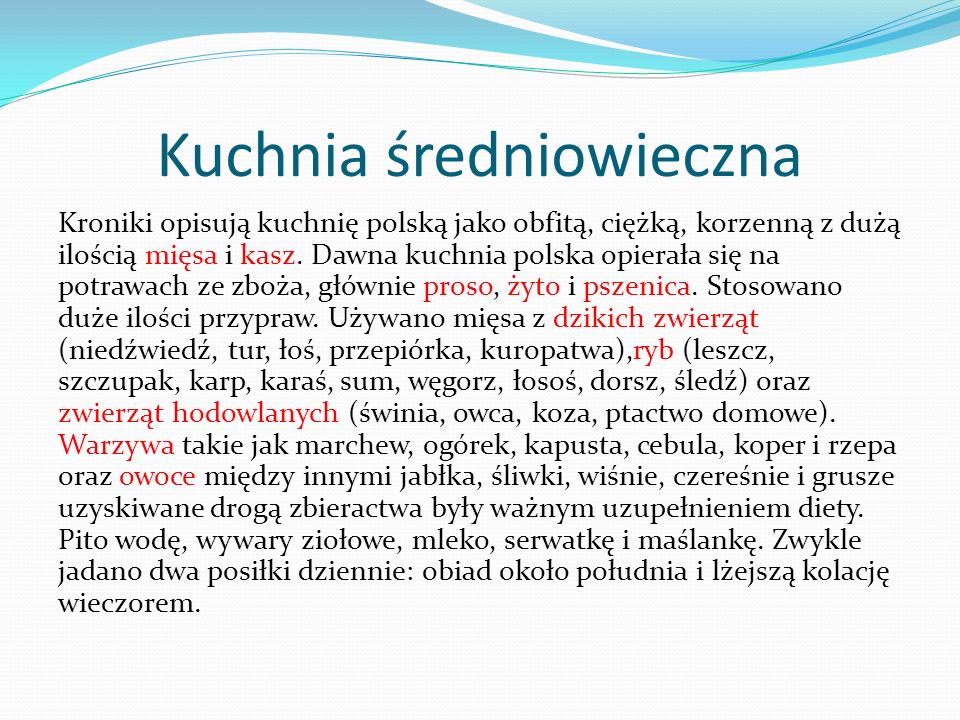 Kuchnia średniowieczna
Kroniki opisują kuchnię polską jako obfitą, ciężką, korzenną z dużą
ilością mięsa i kasz. Dawna kuchnia polska opierała się na
potrawach ze zboża, głównie proso, żyto i pszenica. Stosowano
duże ilości przypraw. Używano mięsa z dzikich zwierząt
(niedźwiedź, tur, łoś, przepiórka, kuropatwa),ryb (leszcz,
szczupak, karp, karaś, sum, węgorz, łosoś, dorsz, śledź) oraz
zwierząt hodowlanych (świnia, owca, koza, ptactwo domowe).
Warzywa takie jak marchew, ogórek, kapusta, cebula, koper i rzepa
oraz owoce między innymi jabłka, śliwki, wiśnie, czereśnie i grusze
uzyskiwane drogą zbieractwa były ważnym uzupełnieniem diety.
Pito wodę, wywary ziołowe, mleko, serwatkę i maślankę. Zwykle
jadano dwa posiłki dziennie: obiad około południa i lżejszą kolację
wieczorem.